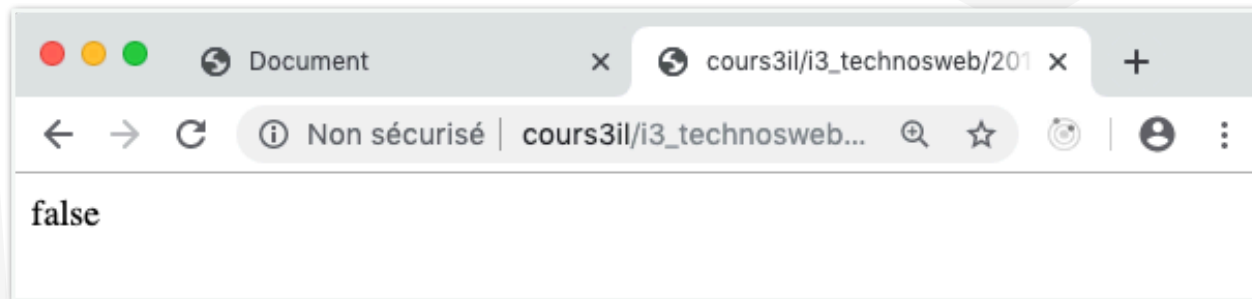 Document cours3il/i3_technosweb/201
Non sécurisé | cours3il/i3_technosweb...
false